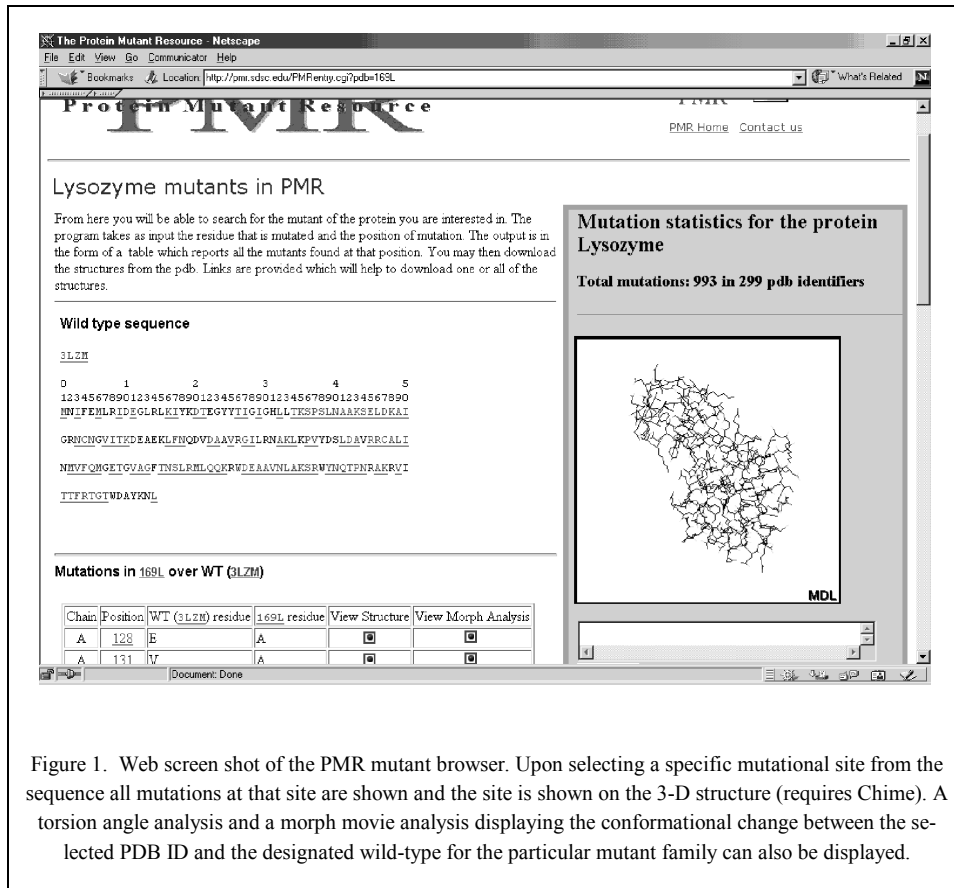 The Protein Mutant Resource - Netscape
File Edit View Go Communicator Help
Bookmarks Location: http://pmr.sdsc.edu/PMRentry.cgi?pdb=169L What's Related N
Protein Mutant Resource
PMR
PMR Home Contact us
Lysozyme mutants in PMR
From here you will be able to search for the mutant of the protein you are interested in. The
program takes as input the residue that is mutated and the position of mutation. The output is in
the form of a table which reports all the mutants found at that position. You may then download
the structures from the pdb. Links are provided which will help to download one or all of the
structures.
Wild type sequence
3LZM
0 1 2 3 4 5
12345678901234567890123456789012345678901234567890
MNIFEMLRIDEGLRLKIYKDTEGYYTIGIGHLLTKSPSLNAAKSELDKAI
GRNCNGVITKDEAEKLFNQDVDAAVRGILRNAKLKPVYDSLDAVRRCALI
NMVFQMGETGVAGFTNSLRMLQQKRWDEAAVNLAKSRWYNQTPNRAKRVI
TTFRTGTWDAYKNL
Mutations in 169L over WT (3LZM)
Chain Position WT (3LZM) residue 169L residue View Structure View Morph Analysis
A 128 E A
A 131 V A
Mutation statistics for the protein
Lysozyme
Total mutations: 993 in 299 pdb identifiers
MDL
Document: Done
Figure 1. Web screen shot of the PMR mutant browser. Upon selecting a specific mutational site from the
sequence all mutations at that site are shown and the site is shown on the 3-D structure (requires Chime). A
torsion angle analysis and a morph movie analysis displaying the conformational change between the se-
lected PDB ID and the designated wild-type for the particular mutant family can also be displayed.